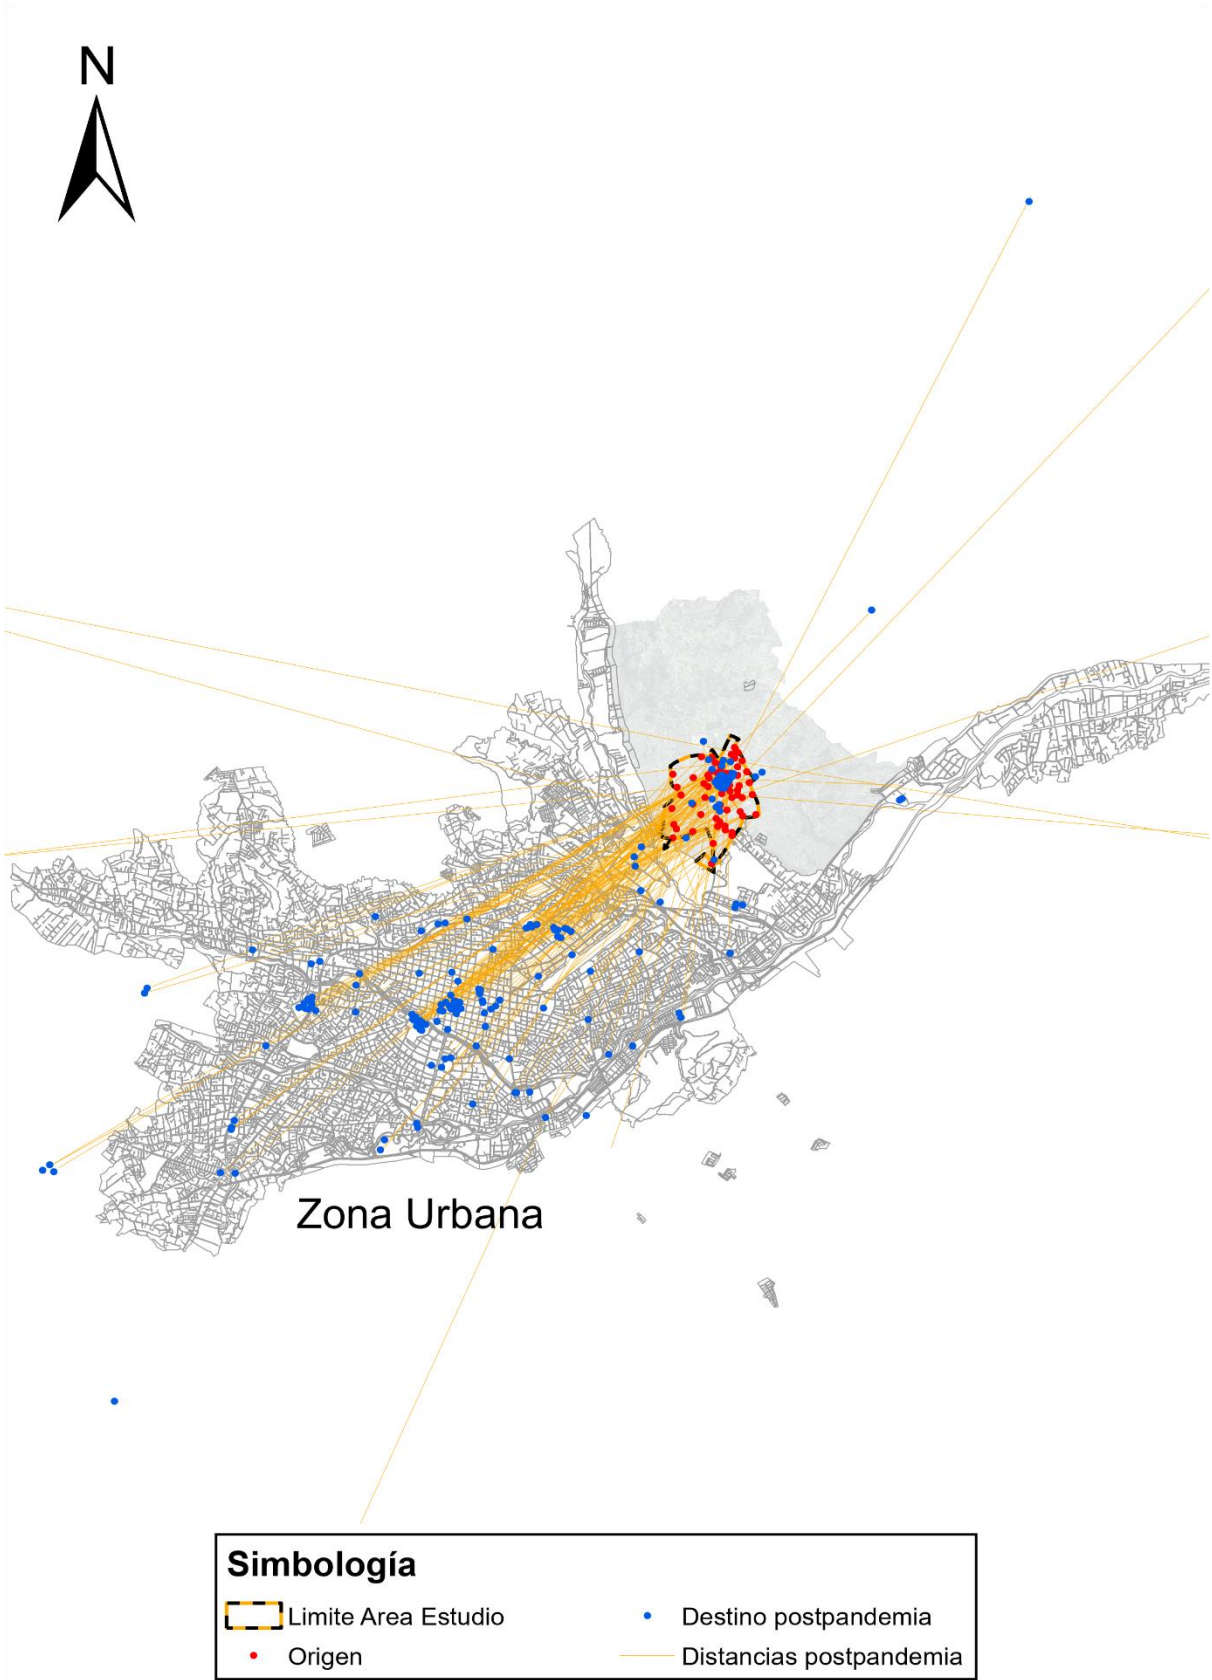 N
Zona Urbana
Simbología
Limite Area Estudio
Destino postpandemia
Origen
Distancias postpandemia